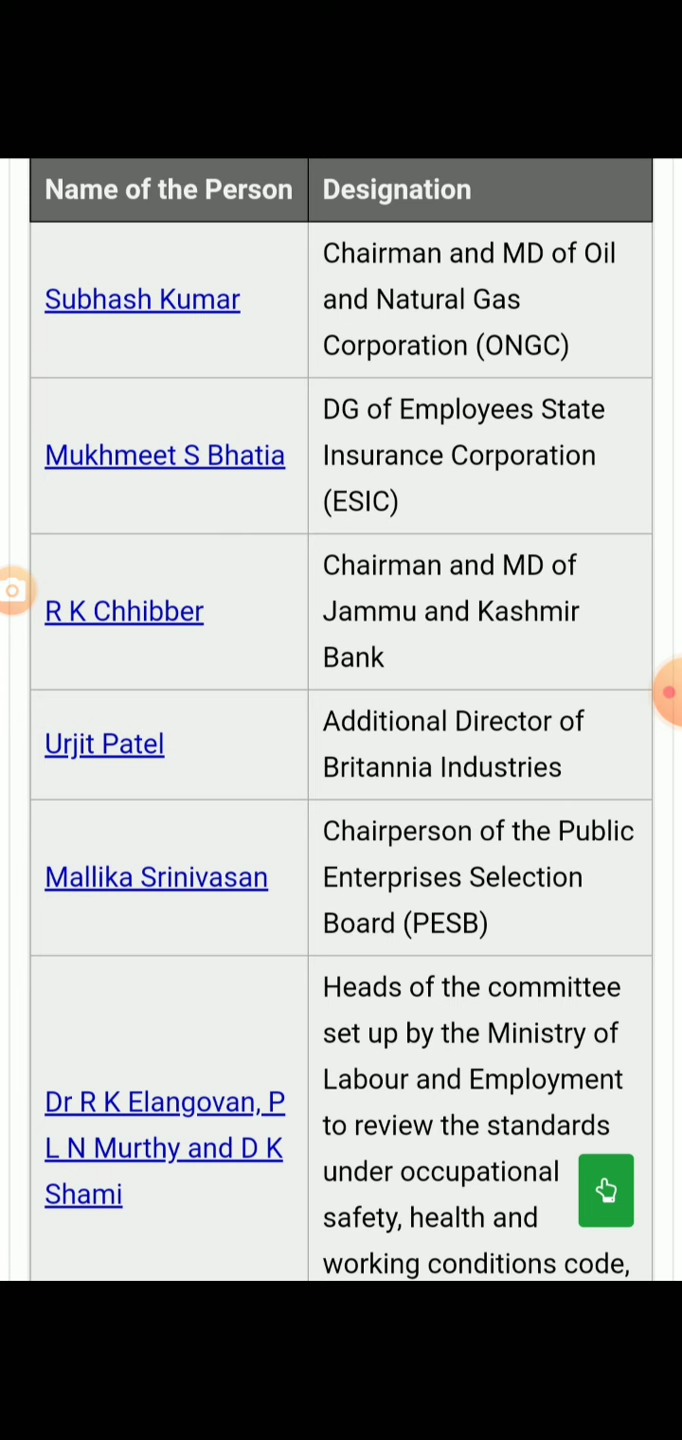 Name of the Person
Designation
Subhash Kumar
Chairman and MD of Oil
and Natural Gas
Corporation (ONGC)
Mukhmeet S Bhatia
DG of Employees State
Insurance Corporation
(ESIC)
R K Chhibber
Chairman and MD of
Jammu and Kashmir
Bank
Urjit Patel
Additional Director of
Britannia Industries
Mallika Srinivasan
Chairperson of the Public
Enterprises Selection
Board (PESB)
Dr R K Elangovan, P
L N Murthy and D K
Shami
Heads of the committee
set up by the Ministry of
Labour and Employment
to review the standards
under occupational
safety, health and
working conditions code,